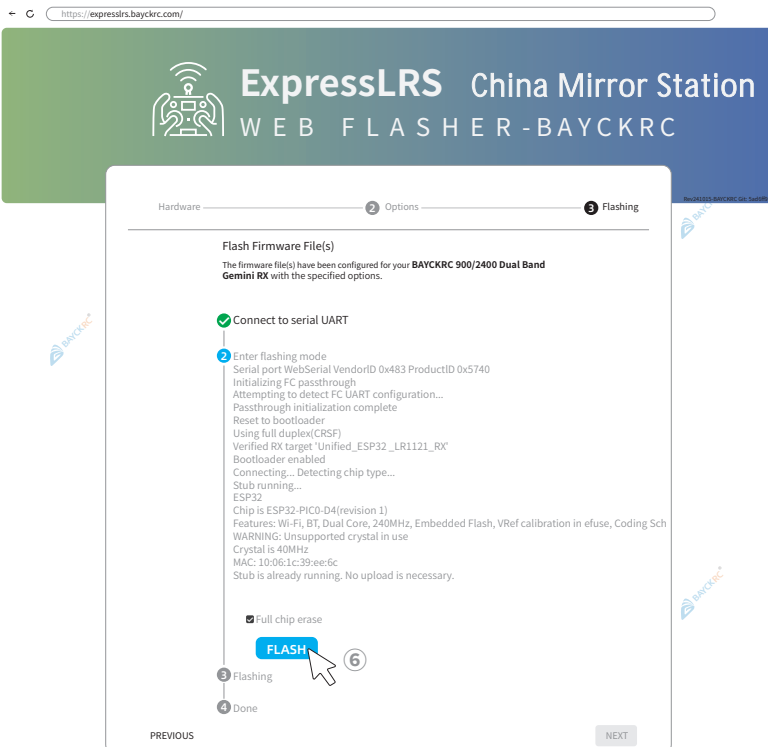 https://expresslrs.bayckrc.com/
ExpressLRS China Mirror Station
WEB FLASHER-BAYCKRC
Hardware 2 Options 3 Flashing
BAYCKRC
Flash Firmware File(s)
The firmware file(s) have been configured for your BAYCKRC 900/2400 Dual Band
Gemini RX with the specified options.
Connect to serial UART
BAYCKRC
2 Enter flashing mode
Serial port WebSerial VendorID 0x483 ProductID 0x5740
Initializing FC passthrough
Attempting to detect FC UART configuration...
Passthrough initialization complete
Reset to bootloader
Using full duplex(CRSF)
Verified RX target 'Unified_ESP32 _LR1121_RX'
Bootloader enabled
Connecting... Detecting chip type...
Stub running...
ESP32
Chip is ESP32-PIC0-D4(revision 1)
Features: Wi-Fi, BT, Dual Core, 240MHz, Embedded Flash, VRef calibration in efuse, Coding Sch
WARNING: Unsupported crystal in use
Crystal is 40MHz
MAC: 10:06:1c:39:ee:6c
Stub is already running. No upload is necessary.
BAYCKRC
Full chip erase
FLASH 6
3 Flashing
4 Done
PREVIOUS NEXT